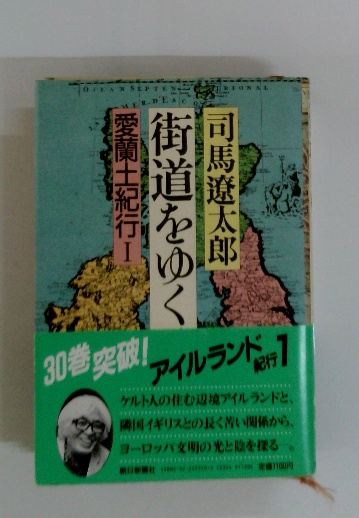 OCEAN SEPTEN RIONAL
MER DE
司馬遼太郎
街道をゆく
愛蘭土紀行 I
30巻突破!
アイルランド紀行1
ケルト人の住む辺境アイルランドと、
隣国イギリスとの長く苦い関係から、
ヨーロッパ文明の光と陰を探る
朝日新聞社
定価1100円